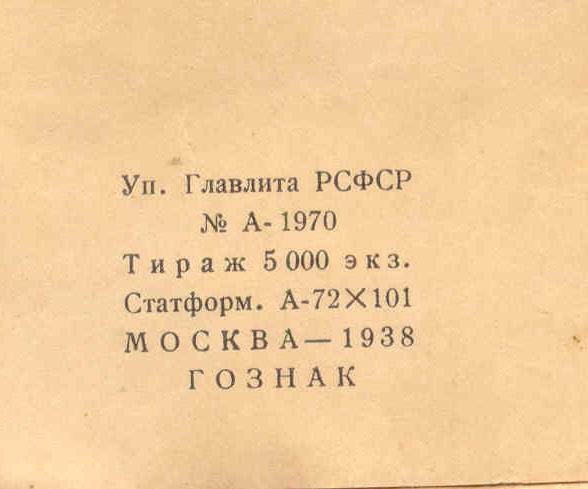 Уп. Главлита РСФСР
№ А-1970
Тираж 5 000 экз.
Статформ. А-72×101
МОСКВА—1938
ГОЗНАК